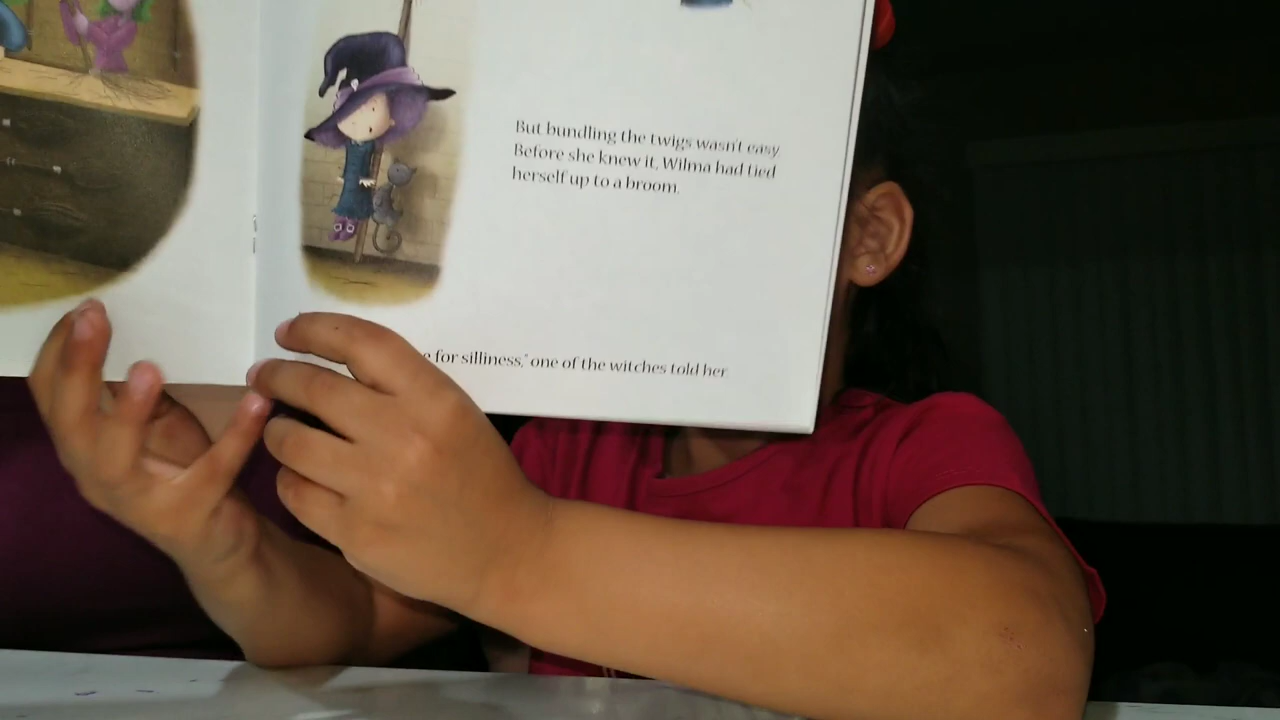 But bundling the twigs wasn't easy
Before she knew it, Wilma had tied
herself up to a broom.
for silliness," one of the witches told her